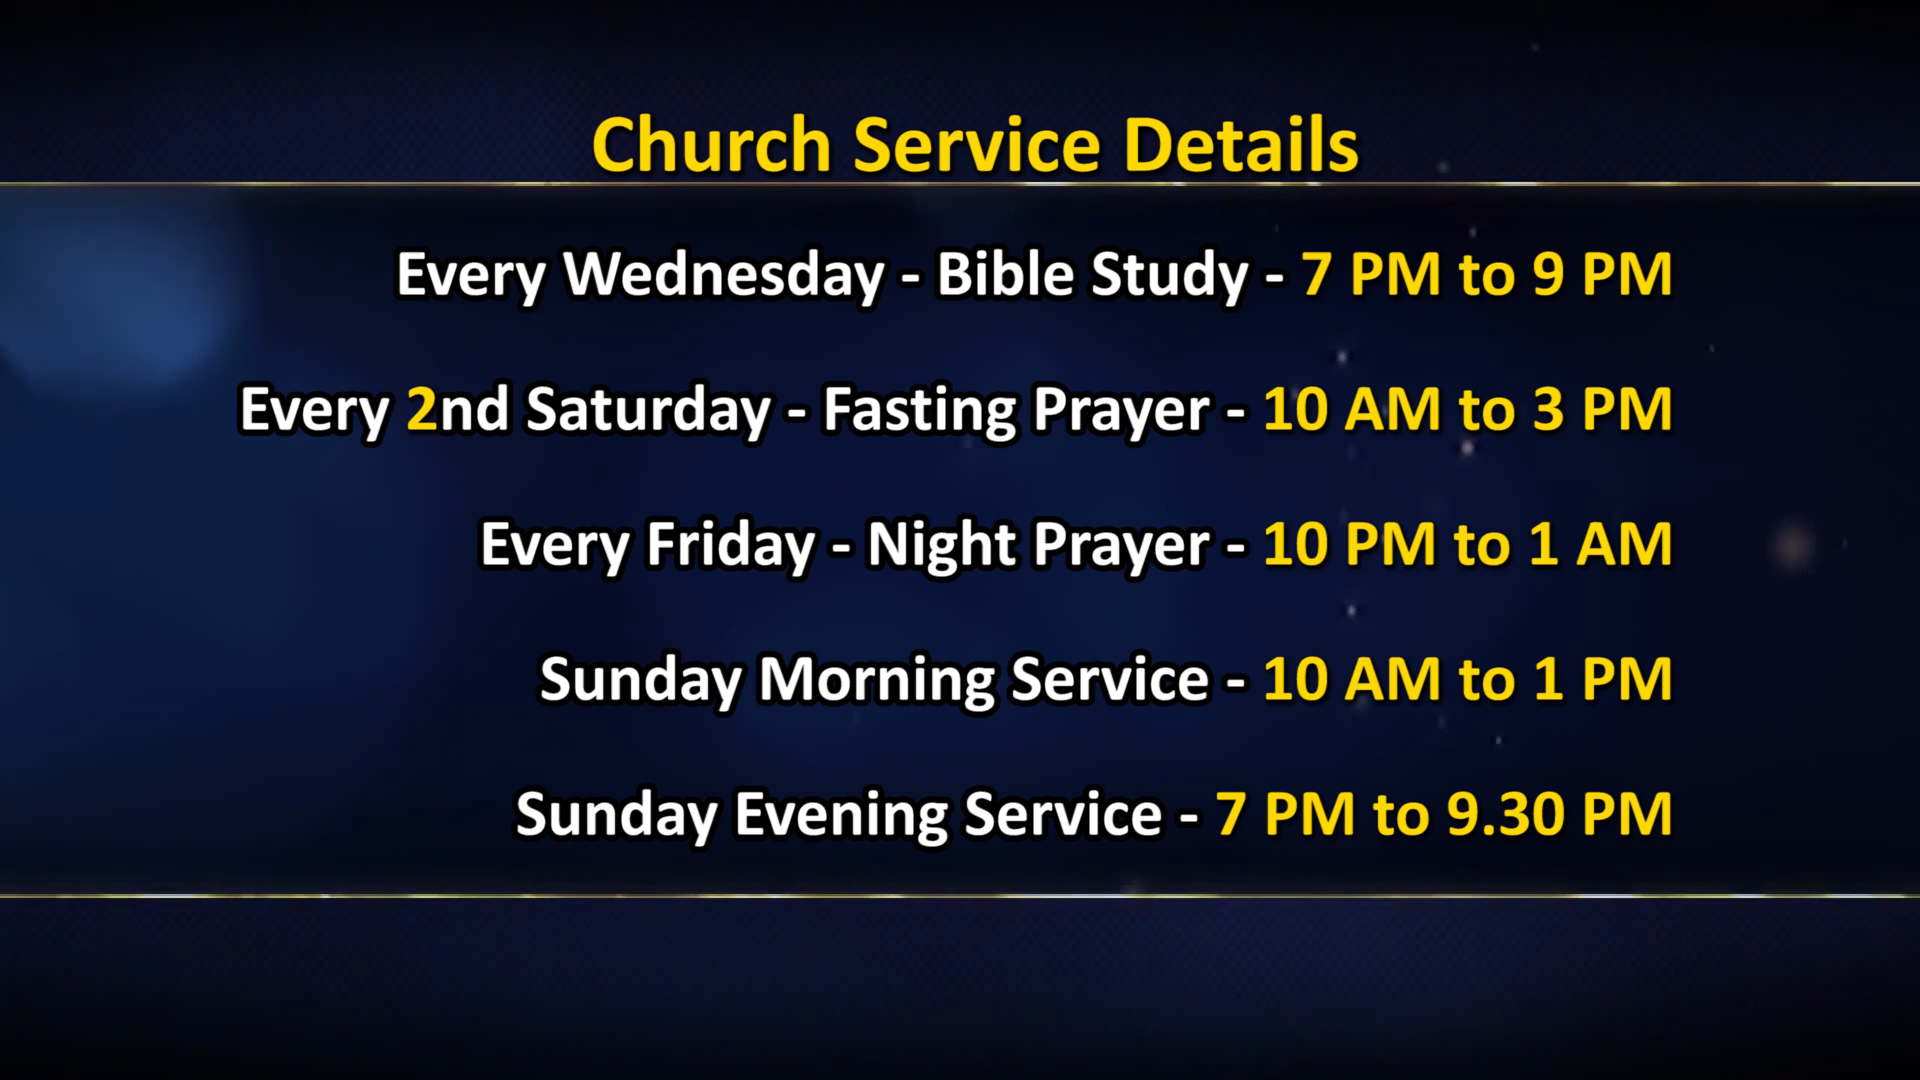 Church Service Details
Every Wednesday - Bible Study - 7 PM to 9 PM
Every 2nd Saturday - Fasting Prayer - 10 AM to 3 PM
Every Friday - Night Prayer - 10 PM to 1 AM
Sunday Morning Service - 10 AM to 1 PM
Sunday Evening Service - 7 PM to 9.30 PM